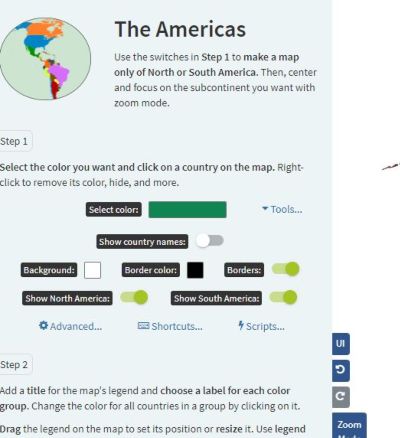 The Americas
Use the switches in Step 1 to make a map
only of North or South America. Then, center
and focus on the subcontinent you want with
zoom mode.
Step 1
Select the color you want and click on a country on the map. Right-
click to remove its color, hide, and more.
Select color:
Tools...
Show country names:
Background:
Border color:
Borders:
Show North America:
Show South America:
Advanced...
Shortcuts...
Scripts...
UI
Step 2
Add a title for the map's legend and choose a label for each color
group. Change the color for all countries in a group by clicking on it.
Drag the legend on the map to set its position or resize it. Use legend
Zoom